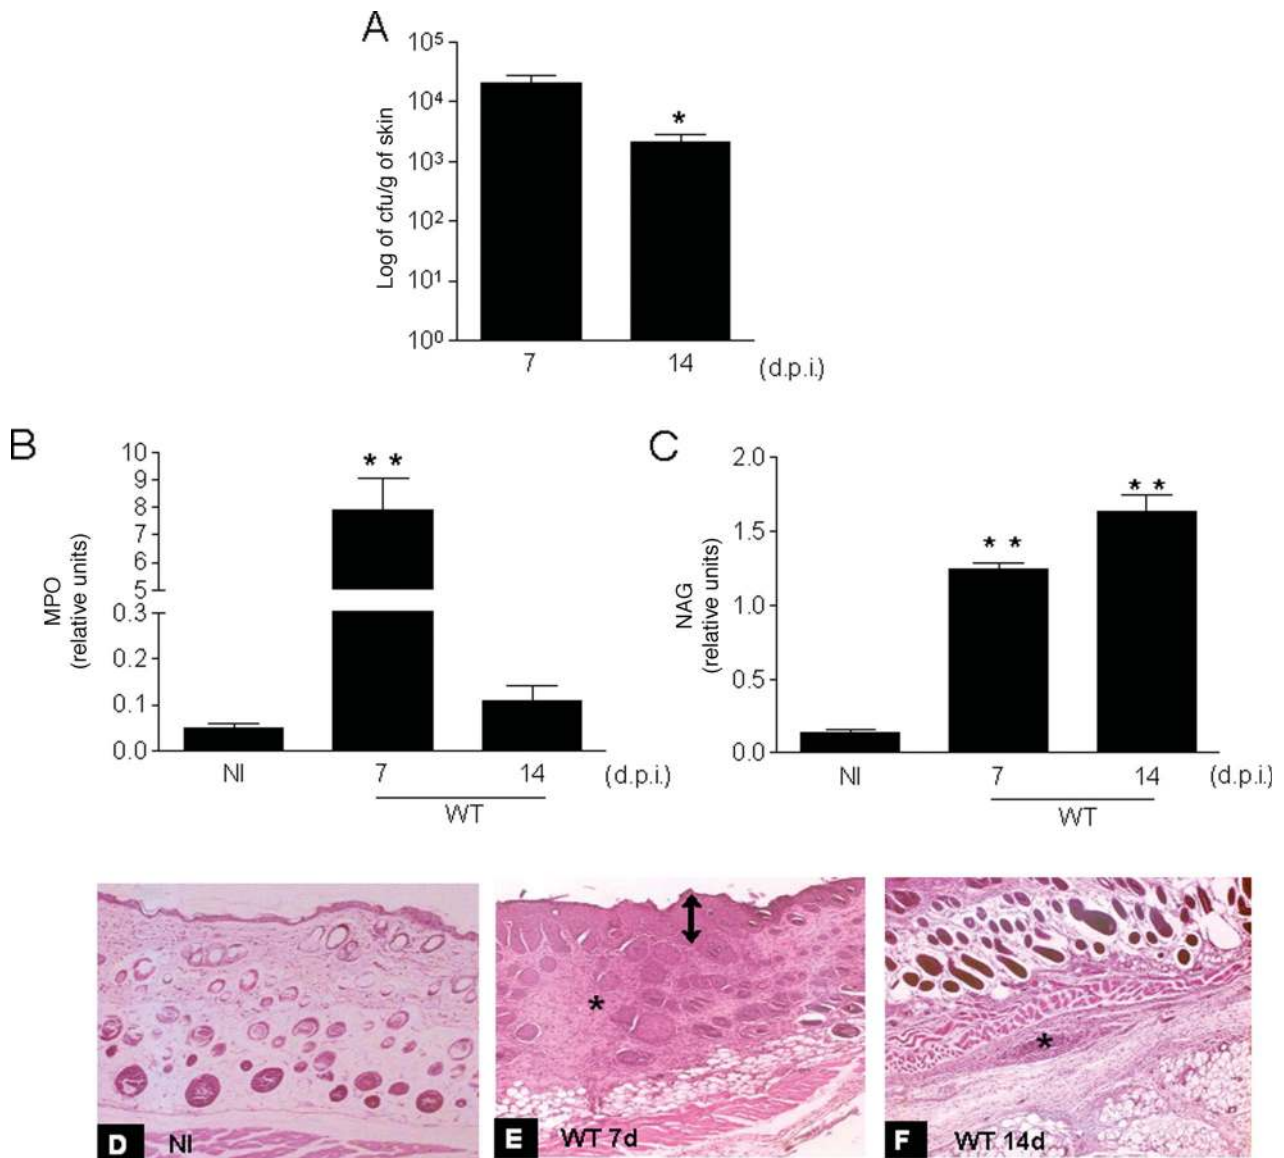 A
Log of cfu/g of skin
10⁵
10⁴
10³
10²
10¹
10⁰
7 14 (d.p.i.)
*
B
MPO
(relative units)
10
9
8
7
6
5
0.3
0.2
0.1
0.0
* *
NI 7 14 (d.p.i.)
WT
C
NAG
(relative units)
2.0
1.5
1.0
0.5
0.0
* *
* *
NI 7 14 (d.p.i.)
WT
D NI
*
E WT 7d
*
F WT 14d